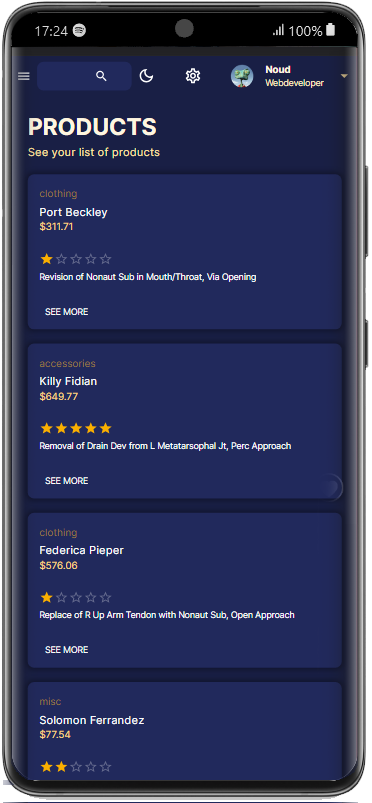 17:24 100%
Noud
Webdeveloper
PRODUCTS
See your list of products
clothing
Port Beckley
$311.71
Revision of Nonaut Sub in Mouth/Throat, Via Opening
SEE MORE
accessories
Killy Fidian
$649.77
Removal of Drain Dev from L Metatarsophal Jt, Perc Approach
SEE MORE
clothing
Federica Pieper
$576.06
Replace of R Up Arm Tendon with Nonaut Sub, Open Approach
SEE MORE
misc
Solomon Ferrandez
$77.54